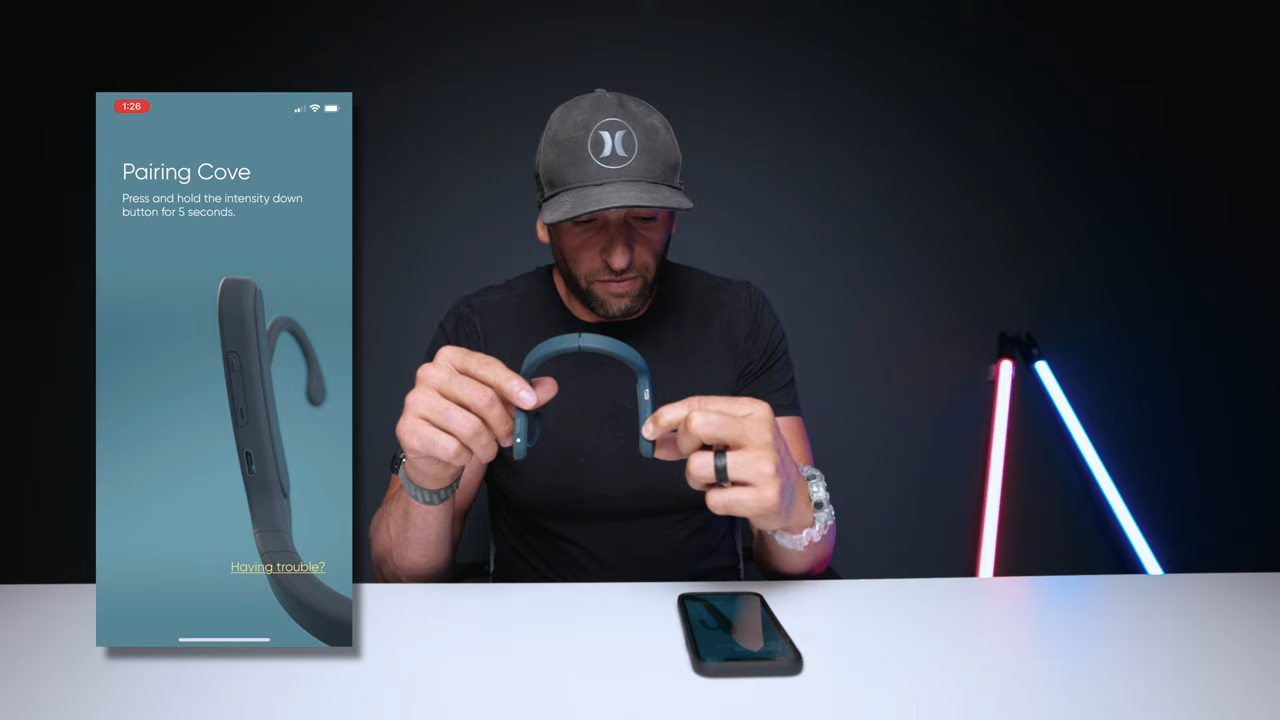 1:26
Pairing Cove
Press and hold the intensity down
button for 5 seconds.
Having trouble?